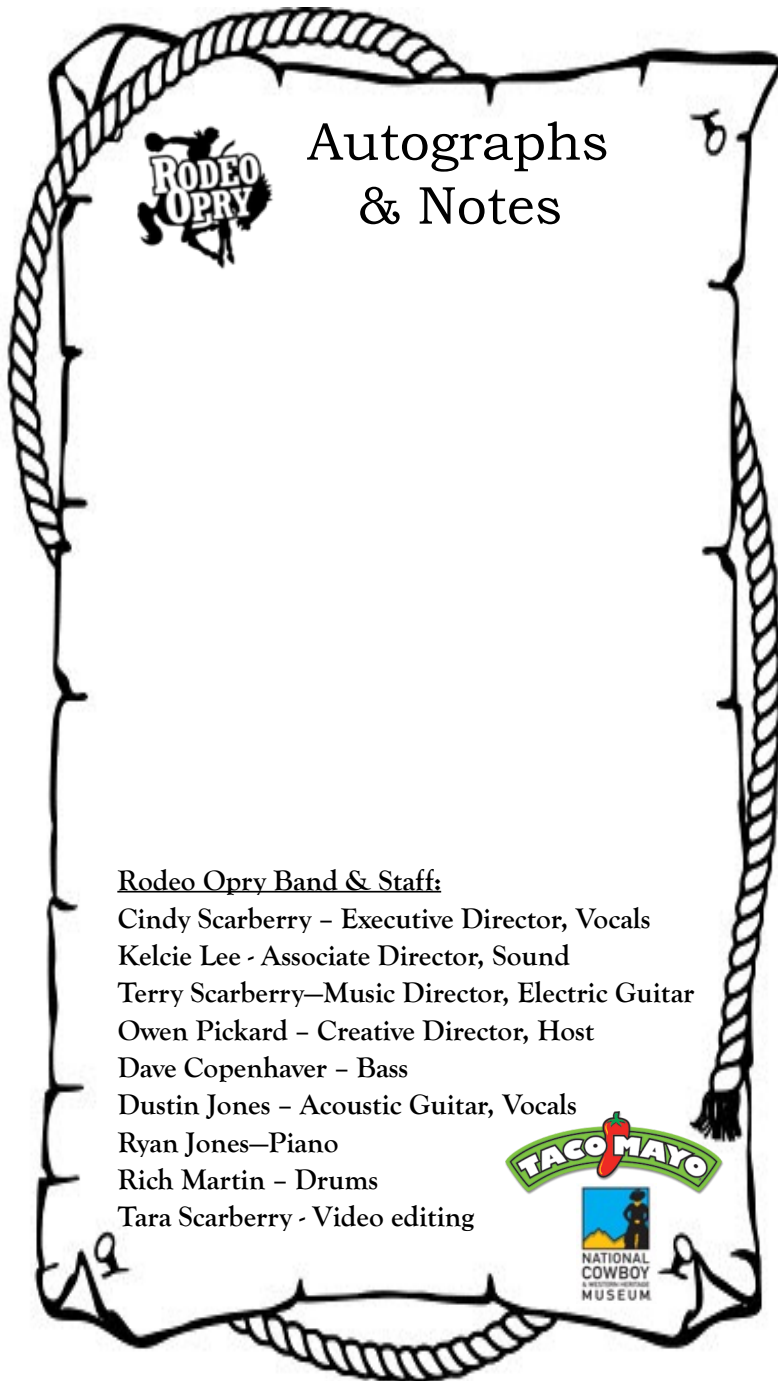 RODEO
OPRY
Autographs
& Notes
Rodeo Opry Band & Staff:
Cindy Scarberry – Executive Director, Vocals
Kelcie Lee - Associate Director, Sound
Terry Scarberry—Music Director, Electric Guitar
Owen Pickard – Creative Director, Host
Dave Copenhaver – Bass
Dustin Jones – Acoustic Guitar, Vocals
Ryan Jones—Piano
Rich Martin – Drums
Tara Scarberry - Video editing
TACO MAYO
NATIONAL
COWBOY
& WESTERN HERITAGE
MUSEUM